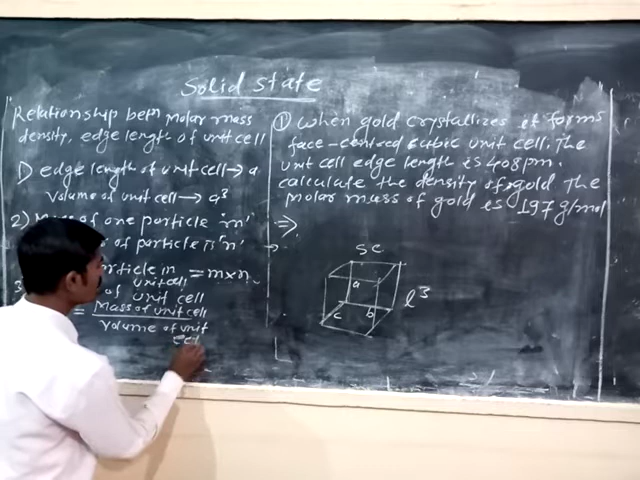 Solid state
Relationship betn Molar mass
density, edge length of unit cell
1) edge length of unit cell → a
Volume of unit cell → a³
2) Mass of one particle 'm'
of particle is 'n'
particle in = m×n
unit cell
3
of unit cell
= Mass of unit cell
Volume of unit
cel
① When gold crystallizes it forms
face-centred cubic unit cell. The
unit cell edge length is 408pm.
calculate the density of gold The
molar mass of gold is 197 g/mol
⇒
SC
a
c b
l³